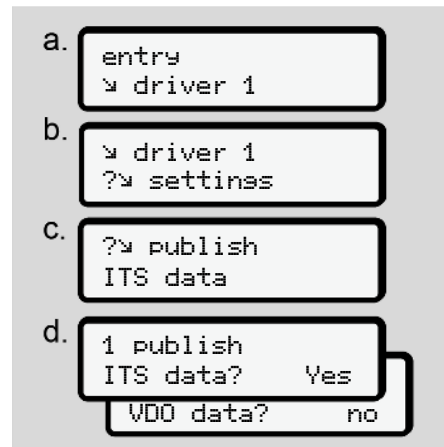 a.
entry
↘ driver 1
b.
↘ driver 1
?↘ settings
c.
?↘ publish
ITS data
d.
1 publish
ITS data? Yes
VDO data? no